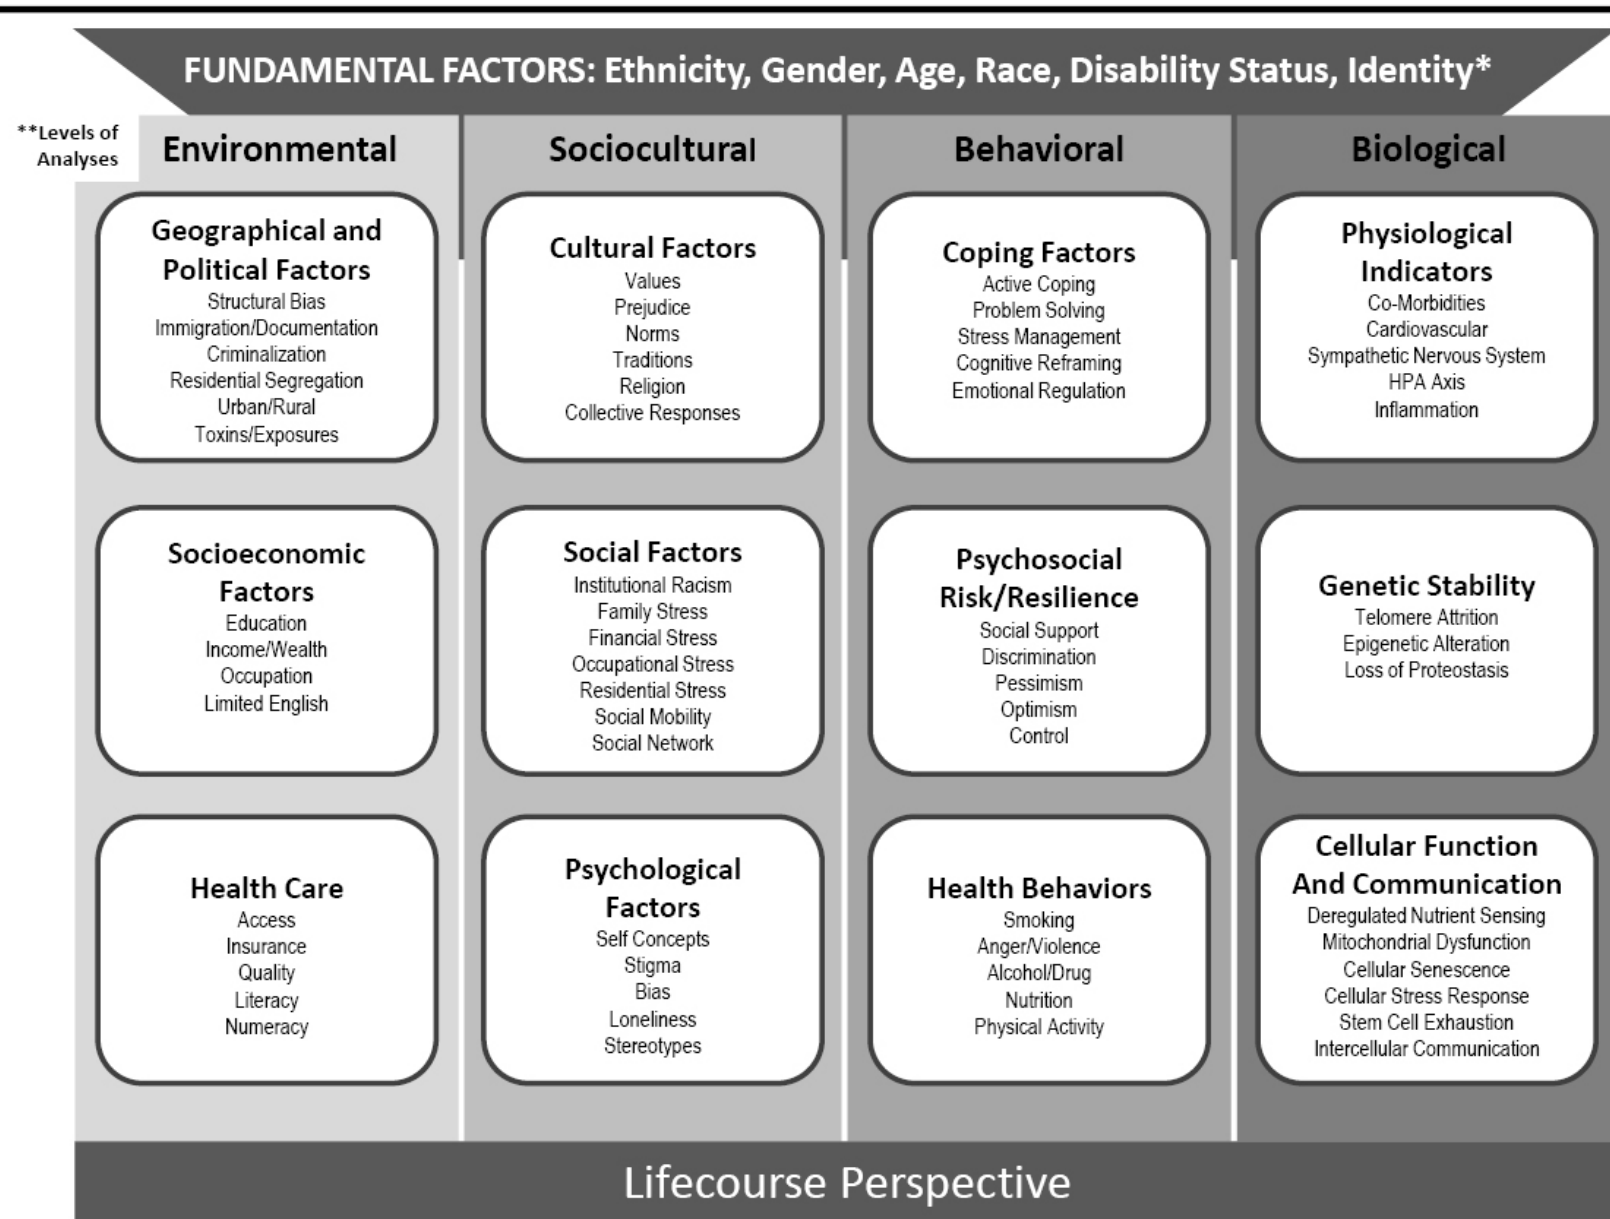 FUNDAMENTAL FACTORS: Ethnicity, Gender, Age, Race, Disability Status, Identity*
**Levels of
Analyses
Environmental
Geographical and
Political Factors
Structural Bias
Immigration/Documentation
Criminalization
Residential Segregation
Urban/Rural
Toxins/Exposures
Socioeconomic
Factors
Education
Income/Wealth
Occupation
Limited English
Health Care
Access
Insurance
Quality
Literacy
Numeracy
Sociocultural
Cultural Factors
Values
Prejudice
Norms
Traditions
Religion
Collective Responses
Social Factors
Institutional Racism
Family Stress
Financial Stress
Occupational Stress
Residential Stress
Social Mobility
Social Network
Psychological
Factors
Self Concepts
Stigma
Bias
Loneliness
Stereotypes
Behavioral
Coping Factors
Active Coping
Problem Solving
Stress Management
Cognitive Reframing
Emotional Regulation
Psychosocial
Risk/Resilience
Social Support
Discrimination
Pessimism
Optimism
Control
Health Behaviors
Smoking
Anger/Violence
Alcohol/Drug
Nutrition
Physical Activity
Biological
Physiological
Indicators
Co-Morbidities
Cardiovascular
Sympathetic Nervous System
HPA Axis
Inflammation
Genetic Stability
Telomere Attrition
Epigenetic Alteration
Loss of Proteostasis
Cellular Function
And Communication
Deregulated Nutrient Sensing
Mitochondrial Dysfunction
Cellular Senescence
Cellular Stress Response
Stem Cell Exhaustion
Intercellular Communication
Lifecourse Perspective